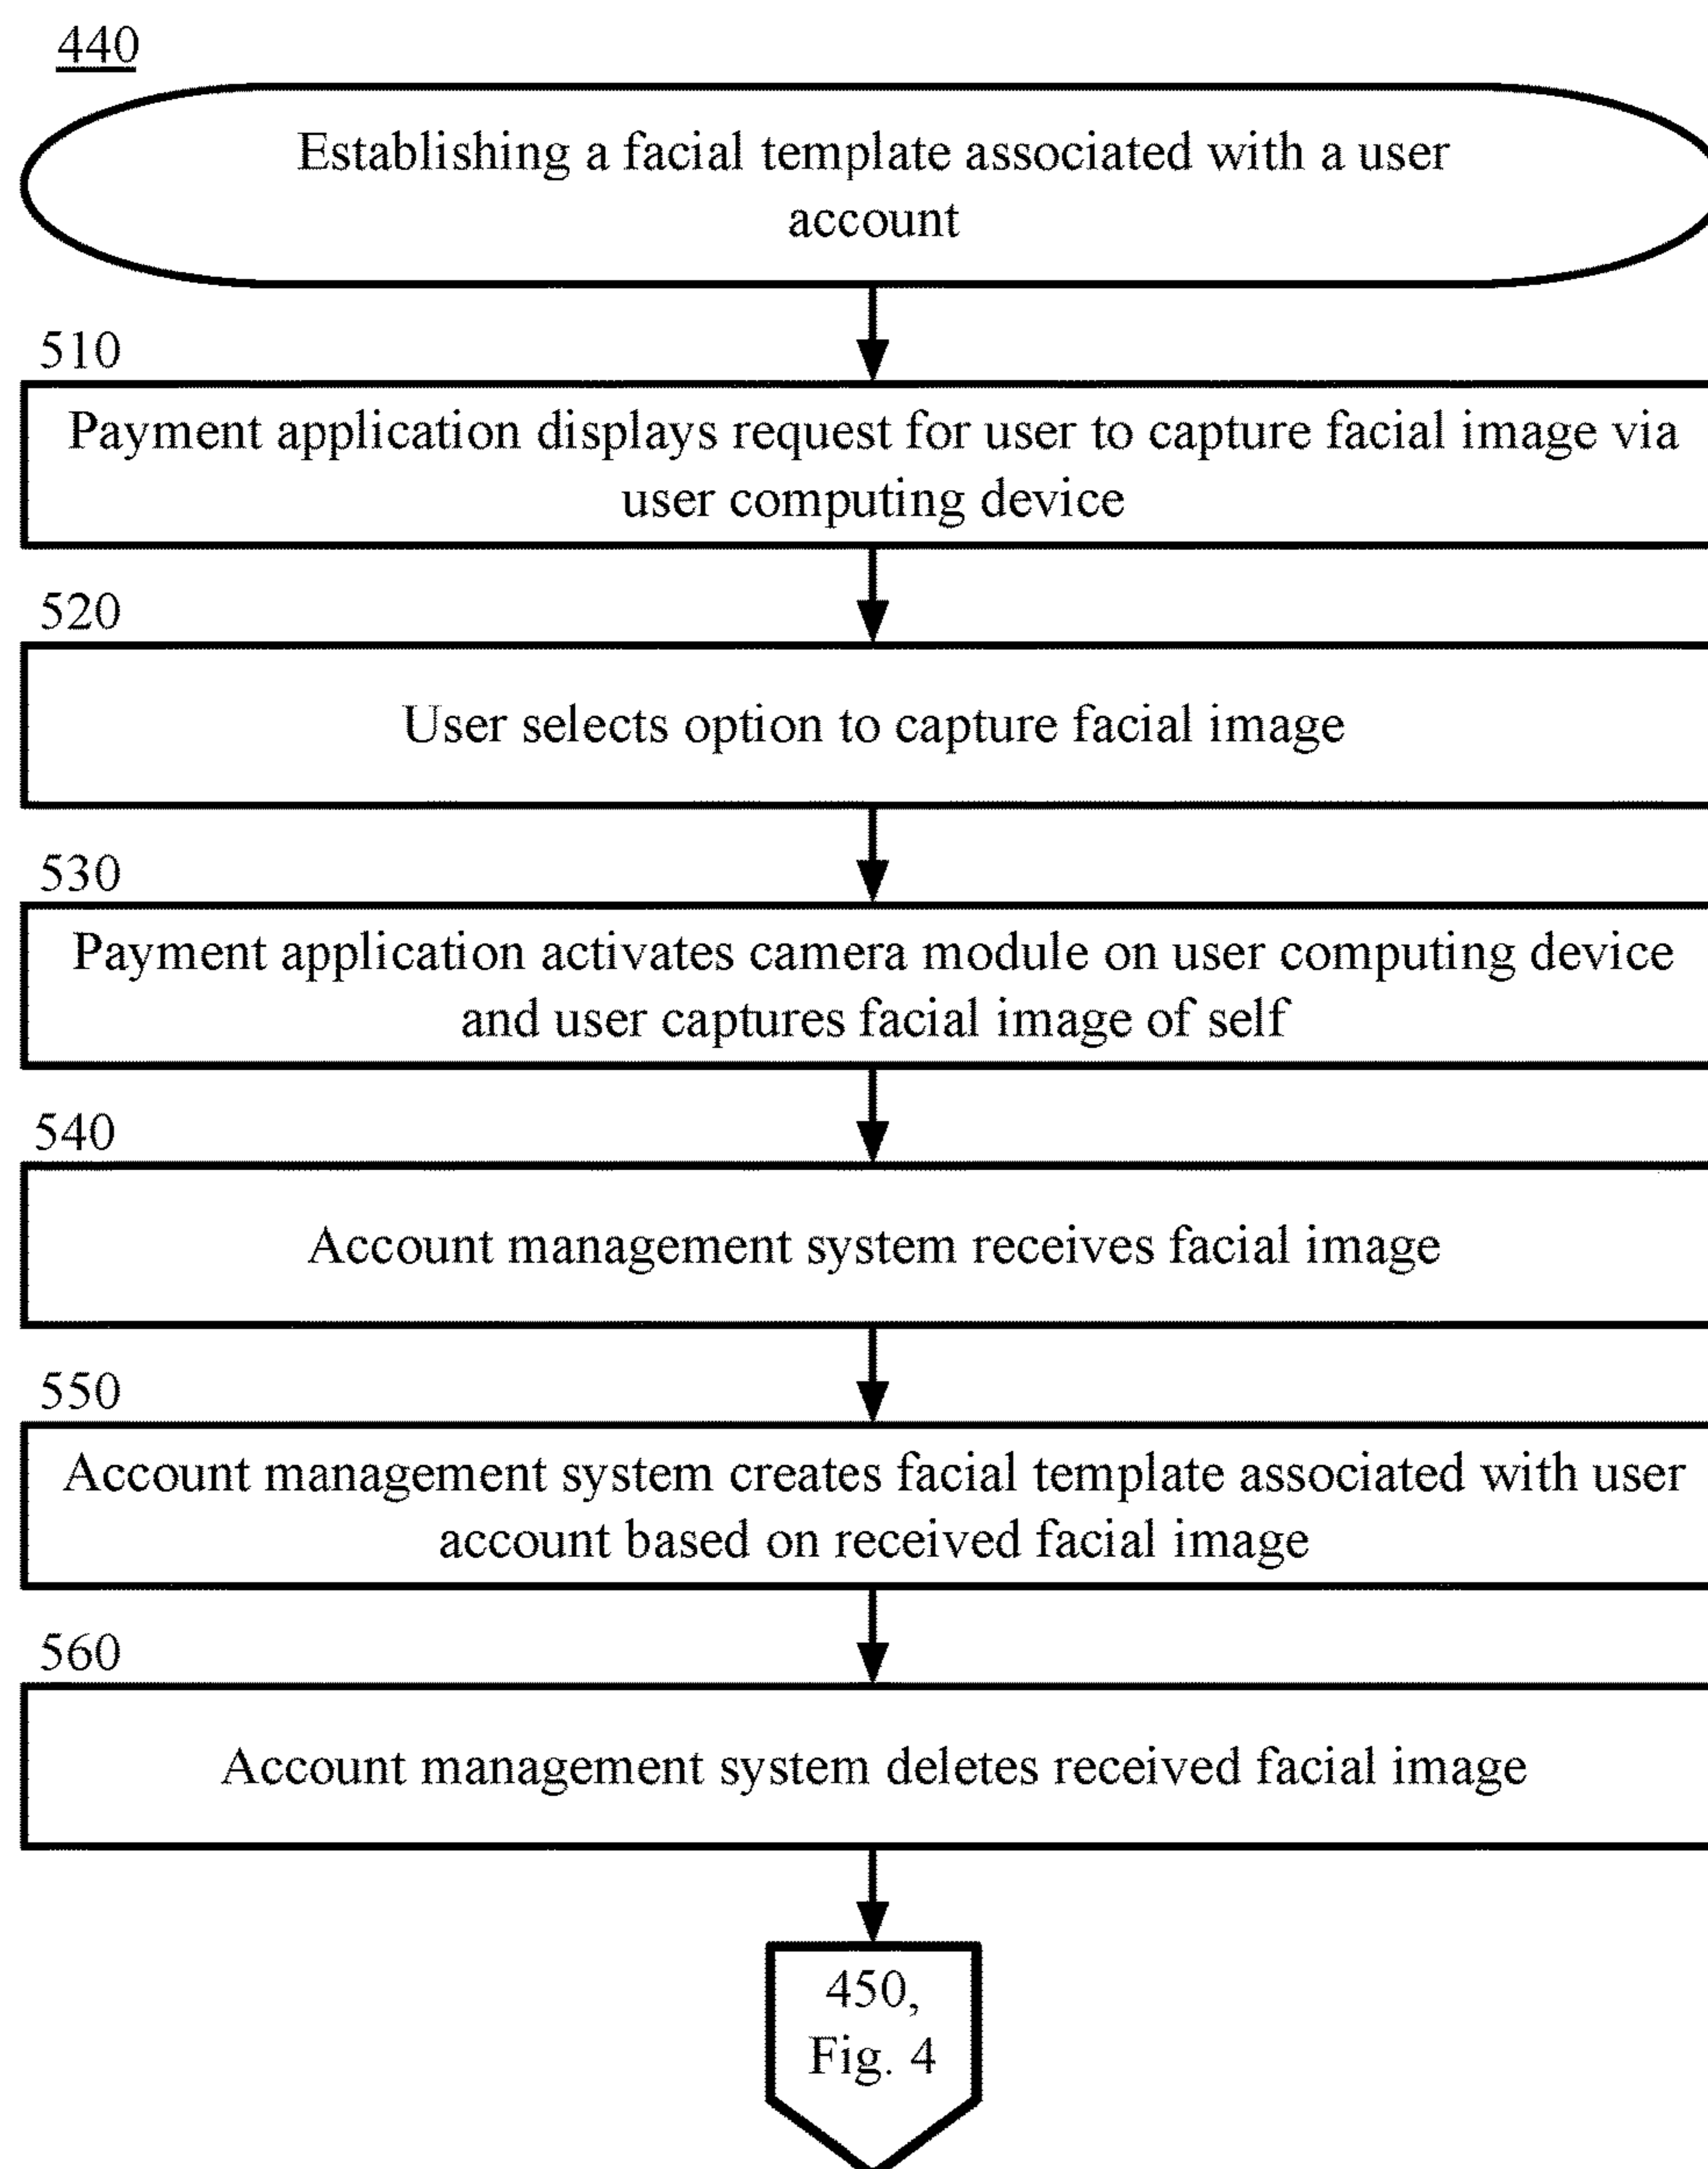 440
Establishing a facial template associated with a user
account
510
Payment application displays request for user to capture facial image via
user computing device
520
User selects option to capture facial image
530
Payment application activates camera module on user computing device
and user captures facial image of self
540
Account management system receives facial image
550
Account management system creates facial template associated with user
account based on received facial image
560
Account management system deletes received facial image
450,
Fig. 4